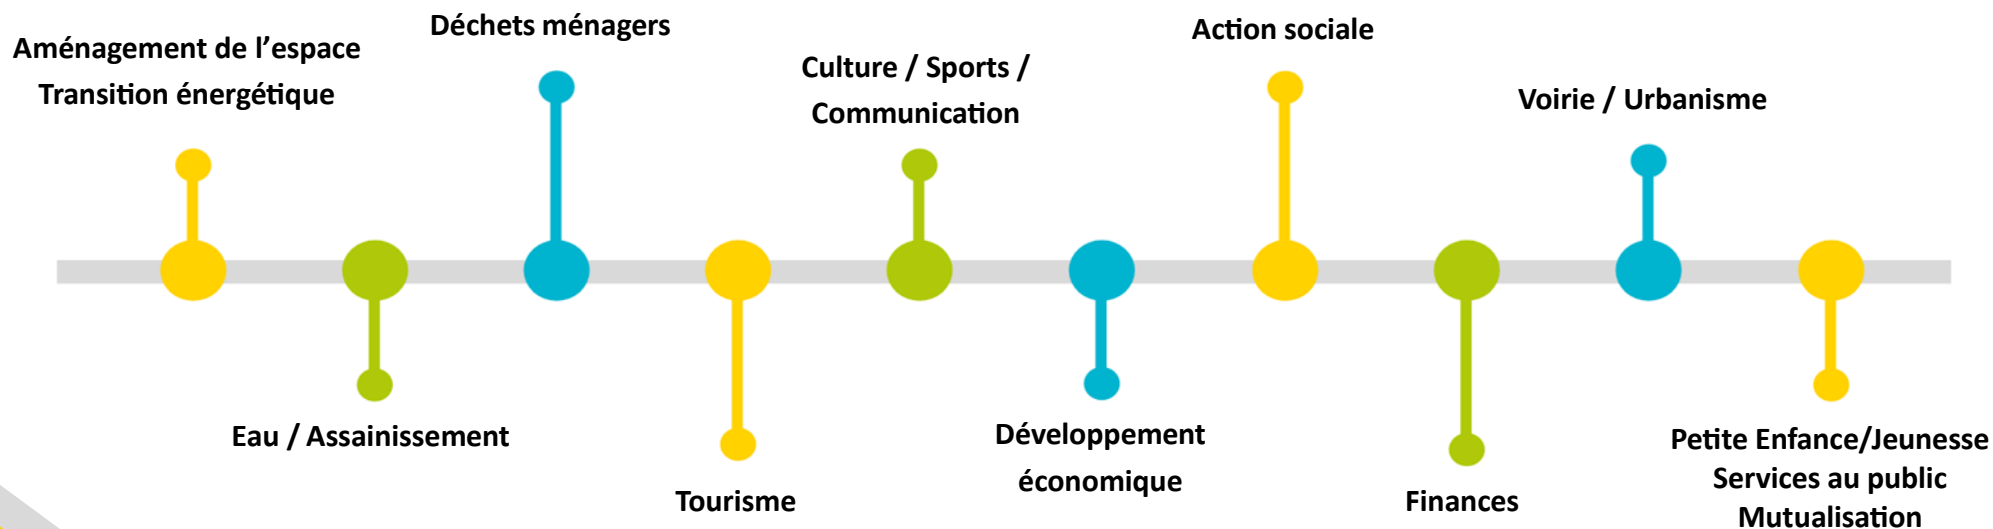 Aménagement de l’espace
Transition énergétique
Eau / Assainissement
Déchets ménagers
Tourisme
Culture / Sports /
Communication
Développement
économique
Action sociale
Finances
Voirie / Urbanisme
Petite Enfance/Jeunesse
Services au public
Mutualisation